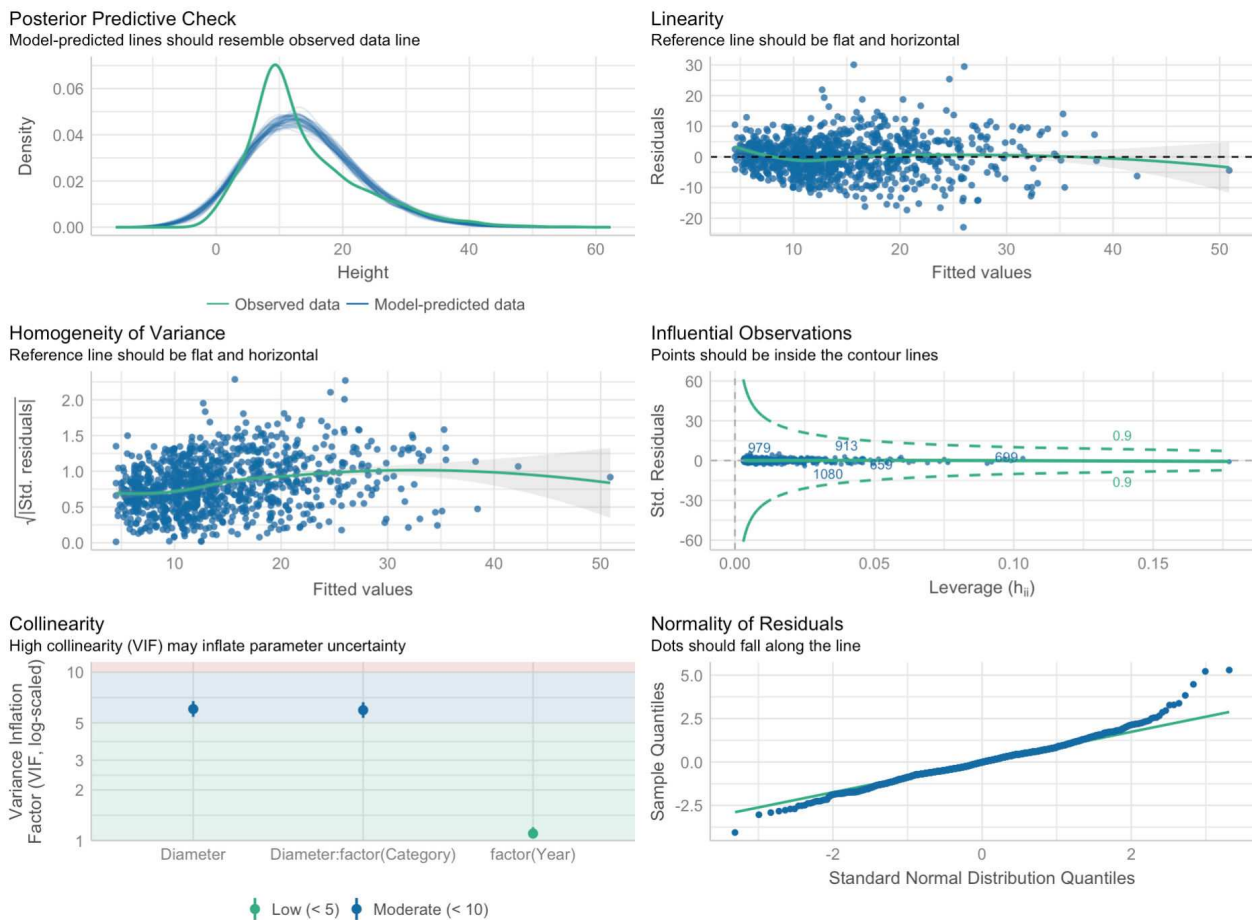 Posterior Predictive Check
Model-predicted lines should resemble observed data line
0.06
0.04
0.02
0.00
Density
0
20
40
60
Height
Observed data
Model-predicted data
Linearity
Reference line should be flat and horizontal
30
20
10
0
-10
-20
Residuals
10
20
30
40
50
Fitted values
Homogeneity of Variance
Reference line should be flat and horizontal
2.0
1.5
1.0
0.5
0.0
√|Std. residuals|
10
20
30
40
50
Fitted values
Influential Observations
Points should be inside the contour lines
60
30
0
-30
-60
Std. Residuals
979
913
0.9
699
659
1080
0.9
0.00
0.05
0.10
0.15
Leverage (hii)
Collinearity
High collinearity (VIF) may inflate parameter uncertainty
10
5
3
2
1
Variance Inflation
Factor (VIF, log-scaled)
Diameter
Diameter:factor(Category)
factor(Year)
Low (< 5)
Moderate (< 10)
Normality of Residuals
Dots should fall along the line
5.0
2.5
0.0
-2.5
Sample Quantiles
-2
0
2
Standard Normal Distribution Quantiles